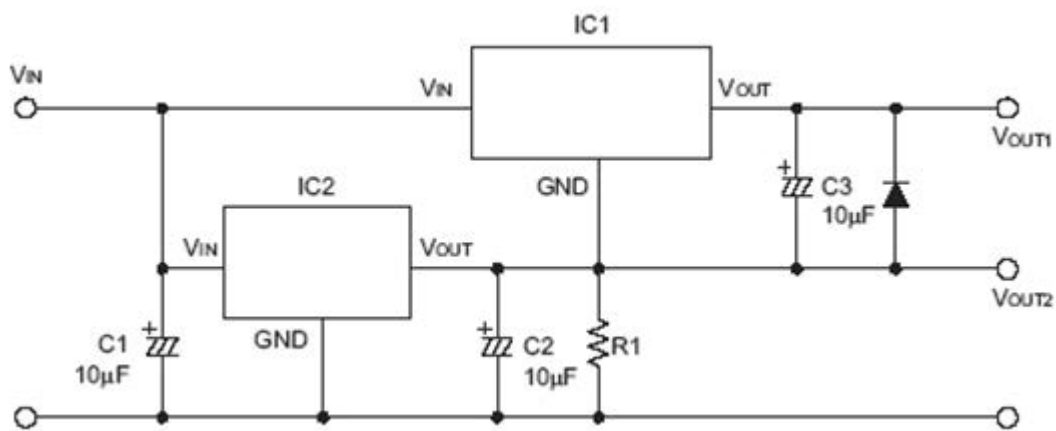 IC1
VIN
VIN
VOUT
VOUT1
GND
+
C3
10µF
IC2
VIN
VOUT
VOUT2
GND
+
C1
10µF
+
C2
10µF
R1